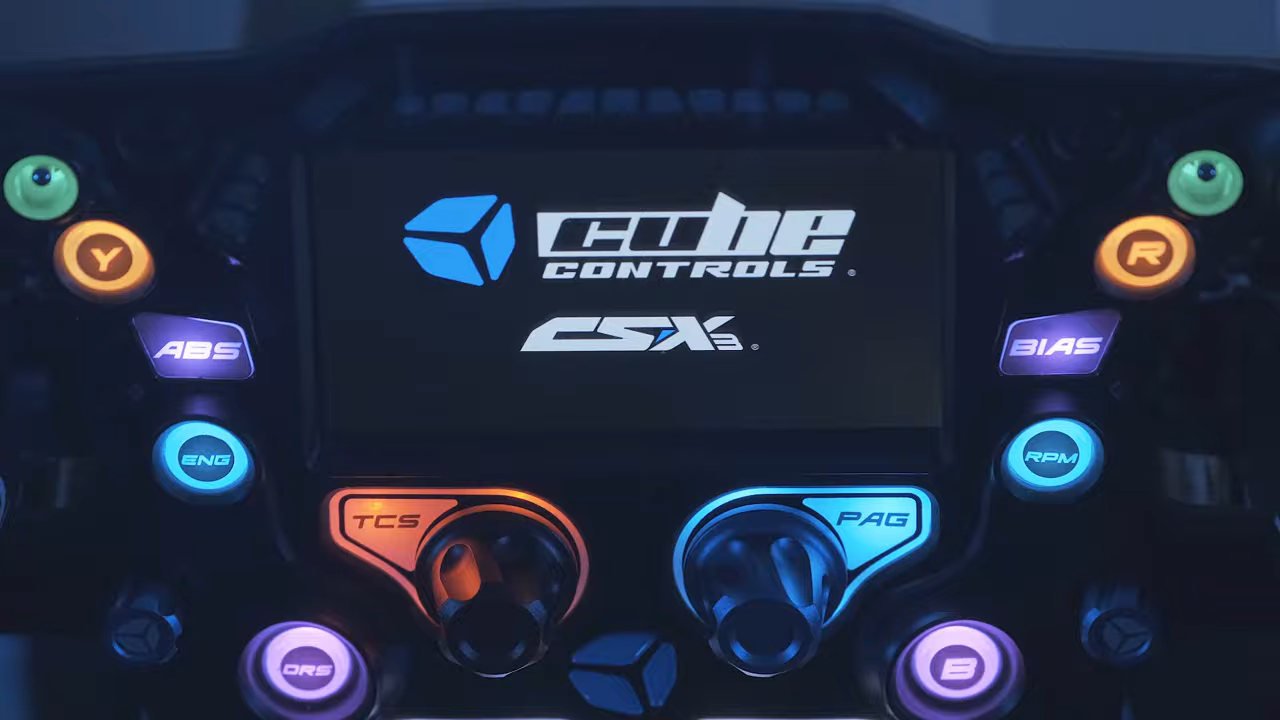 cube
CONTROLS ®
CSX3 ®
Y
R
ABS
BIAS
ENG
RPM
TCS
PAG
DRS
B